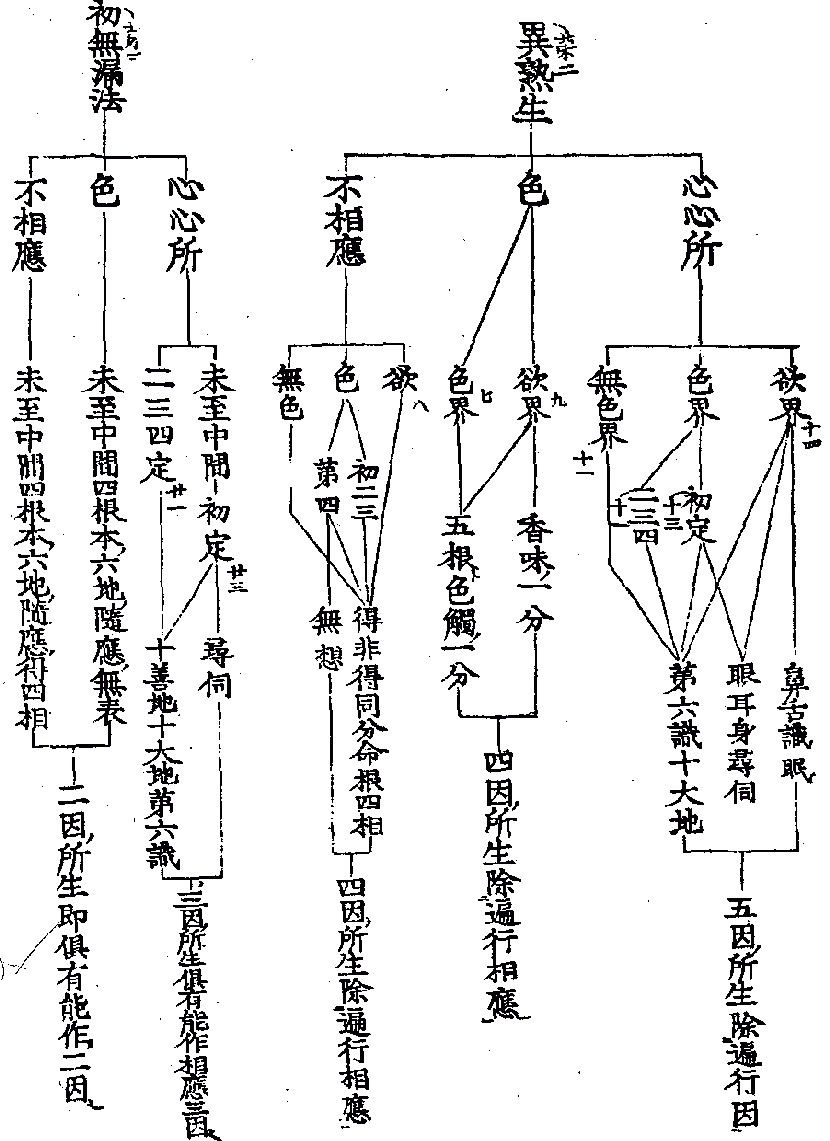 異熟生
心心所
欲界
十四
鼻舌識眠
色界
初定
十三
眼耳身尋伺
二三四
十一
無色界
十一
第六識十大地
五因所生除遍行因
色
欲界
九
香味一分
色界
七
五根色觸一分
四因所生除遍行相應
不相應
欲
八
色
初二三
第四
無色
得非得同分命根四相
無想
四因所生除遍行相應
初無漏法
心心所
未至中間初定
廿三
尋伺
二三四定
廿一
十善地十大地第六識
三因所生俱有能作相應三因
色
未至中間四根本六地隨應無表
不相應
未至中間四根本六地隨應得四相
二因所生即俱有能作二因